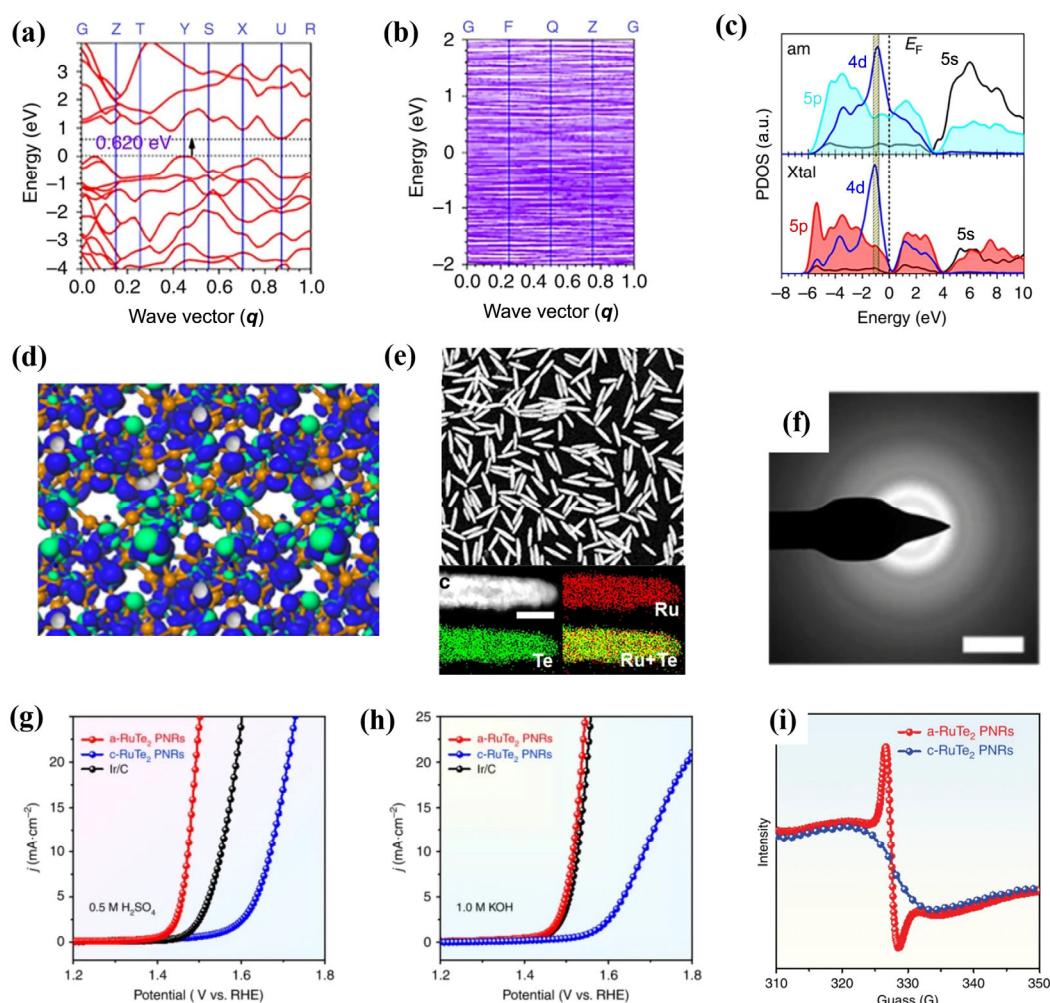 (a)
G Z T Y S X U R
Energy (eV)
3
2
1
0
−1
−2
−3
−4
0.620 eV
0.0 0.2 0.4 0.6 0.8 1.0
Wave vector (q)
(b)
G F Q Z G
Energy (eV)
2
1
0
−1
−2
0.0 0.2 0.4 0.6 0.8 1.0
Wave vector (q)
(c)
PDOS (a.u.)
am
4d
EF
5s
5p
Xtal
4d
5p
5s
−8 −6 −4 −2 0 2 4 6 8 10
Energy (eV)
(d)
(e)
c
Ru
Te
Ru+Te
(f)
(g)
j (mA·cm−2)
20
15
10
5
0
a-RuTe2 PNRs
c-RuTe2 PNRs
Ir/C
0.5 M H2SO4
1.2 1.4 1.6 1.8
Potential ( V vs. RHE)
(h)
j (mA·cm−2)
25
20
15
10
5
0
a-RuTe2 PNRs
c-RuTe2 PNRs
Ir/C
1.0 M KOH
1.2 1.4 1.6 1.8
Potential (V vs. RHE)
(i)
a-RuTe2 PNRs
c-RuTe2 PNRs
Intensity
310 320 330 340 350
Guass (G)